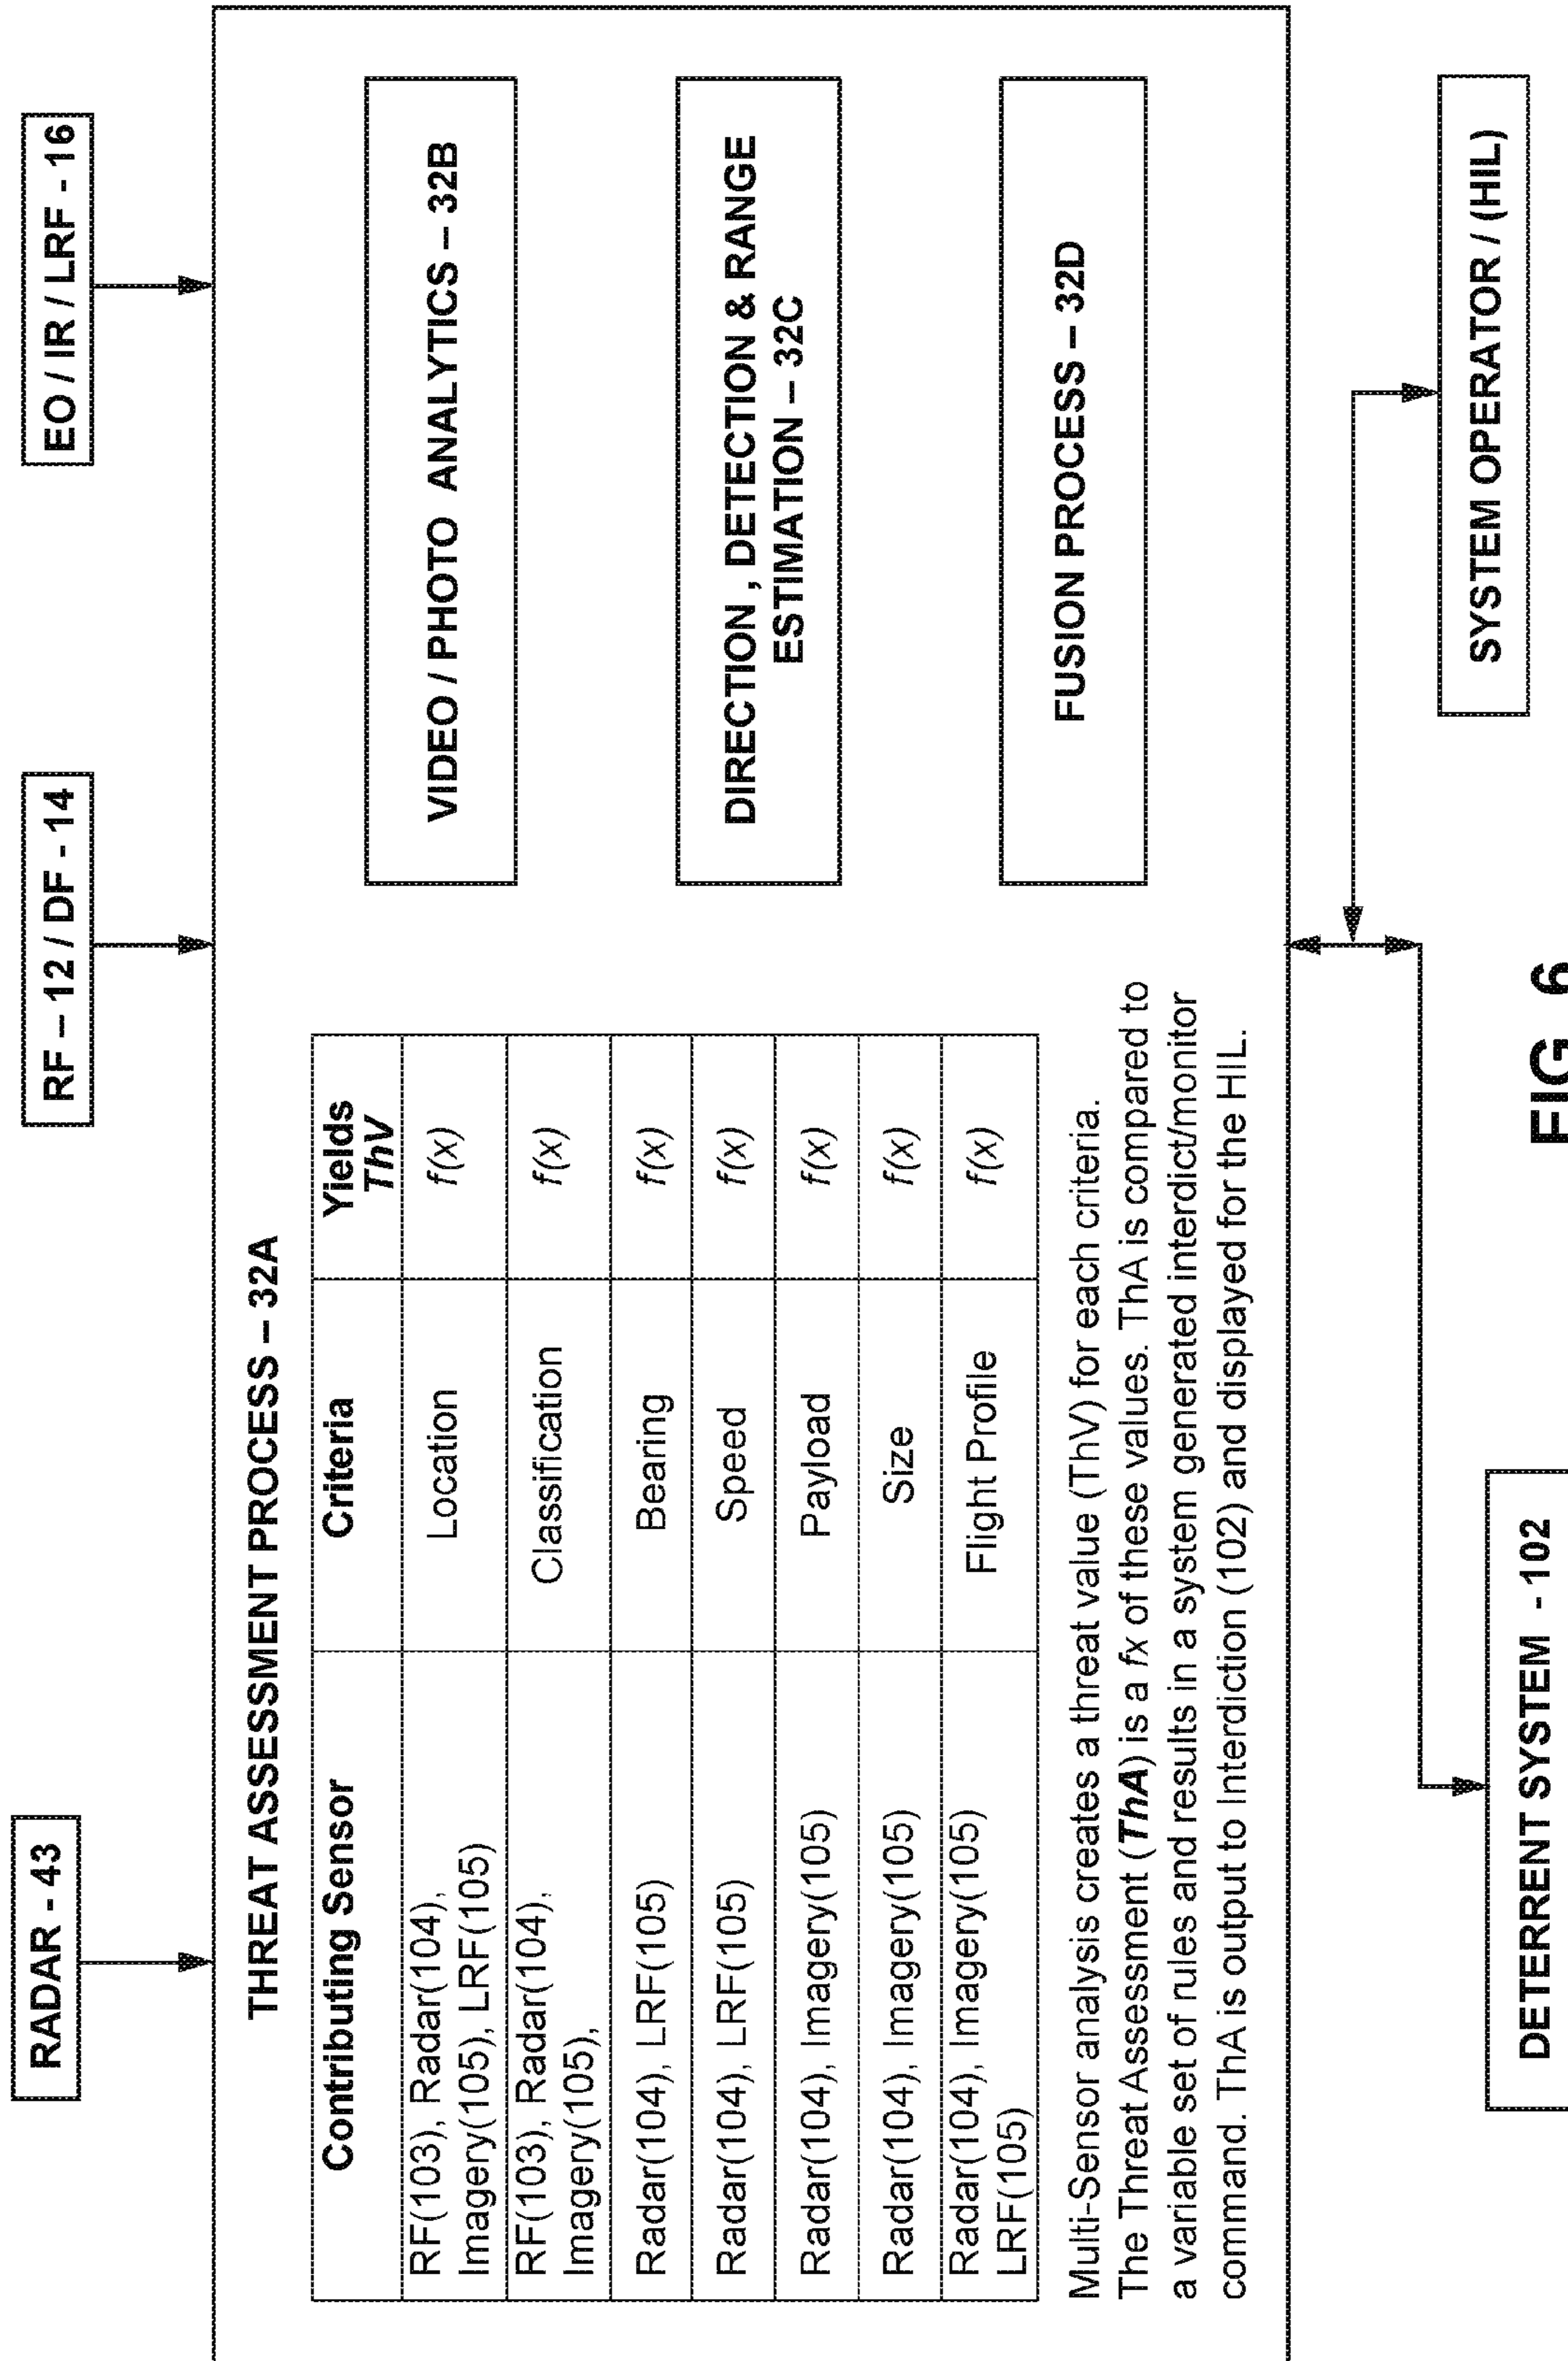 RADAR - 43
RF – 12 / DF - 14
EO / IR / LRF - 16
THREAT ASSESSMENT PROCESS – 32A
Contributing Sensor
Criteria
Yields
ThV
RF(103), Radar(104),
Imagery(105), LRF(105)
Location
f(x)
RF(103), Radar(104),
Imagery(105),
Classification
f(x)
Radar(104), LRF(105)
Bearing
f(x)
Radar(104), LRF(105)
Speed
f(x)
Radar(104), Imagery(105)
Payload
f(x)
Radar(104), Imagery(105)
Size
f(x)
Radar(104), Imagery(105)
LRF(105)
Flight Profile
f(x)
Multi-Sensor analysis creates a threat value (ThV) for each criteria.
The Threat Assessment (ThA) is a fx of these values. ThA is compared to
a variable set of rules and results in a system generated interdict/monitor
command. ThA is output to Interdiction (102) and displayed for the HIL.
VIDEO / PHOTO ANALYTICS – 32B
DIRECTION , DETECTION & RANGE
ESTIMATION – 32C
FUSION PROCESS – 32D
DETERRENT SYSTEM - 102
SYSTEM OPERATOR / (HIL)
FIG 6